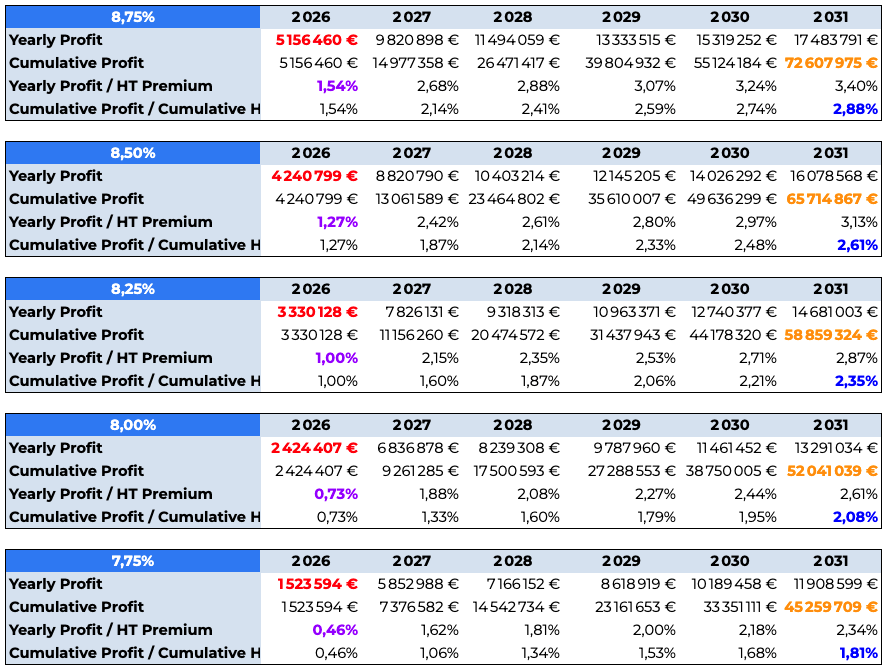 8,75% 2026 2027 2028 2029 2030 2031
Yearly Profit 5 156 460 € 9 820 898 € 11 494 059 € 13 333 515 € 15 319 252 € 17 483 791 €
Cumulative Profit 5 156 460 € 14 977 358 € 26 471 417 € 39 804 932 € 55 124 184 € 72 607 975 €
Yearly Profit / HT Premium 1,54% 2,68% 2,88% 3,07% 3,24% 3,40%
Cumulative Profit / Cumulative H 1,54% 2,14% 2,41% 2,59% 2,74% 2,88%
8,50% 2026 2027 2028 2029 2030 2031
Yearly Profit 4 240 799 € 8 820 790 € 10 403 214 € 12 145 205 € 14 026 292 € 16 078 568 €
Cumulative Profit 4 240 799 € 13 061 589 € 23 464 802 € 35 610 007 € 49 636 299 € 65 714 867 €
Yearly Profit / HT Premium 1,27% 2,42% 2,61% 2,80% 2,97% 3,13%
Cumulative Profit / Cumulative H 1,27% 1,87% 2,14% 2,33% 2,48% 2,61%
8,25% 2026 2027 2028 2029 2030 2031
Yearly Profit 3 330 128 € 7 826 131 € 9 318 313 € 10 963 371 € 12 740 377 € 14 681 003 €
Cumulative Profit 3 330 128 € 11 156 260 € 20 474 572 € 31 437 943 € 44 178 320 € 58 859 324 €
Yearly Profit / HT Premium 1,00% 2,15% 2,35% 2,53% 2,71% 2,87%
Cumulative Profit / Cumulative H 1,00% 1,60% 1,87% 2,06% 2,21% 2,35%
8,00% 2026 2027 2028 2029 2030 2031
Yearly Profit 2 424 407 € 6 836 878 € 8 239 308 € 9 787 960 € 11 461 452 € 13 291 034 €
Cumulative Profit 2 424 407 € 9 261 285 € 17 500 593 € 27 288 553 € 38 750 005 € 52 041 039 €
Yearly Profit / HT Premium 0,73% 1,88% 2,08% 2,27% 2,44% 2,61%
Cumulative Profit / Cumulative H 0,73% 1,33% 1,60% 1,79% 1,95% 2,08%
7,75% 2026 2027 2028 2029 2030 2031
Yearly Profit 1 523 594 € 5 852 988 € 7 166 152 € 8 618 919 € 10 189 458 € 11 908 599 €
Cumulative Profit 1 523 594 € 7 376 582 € 14 542 734 € 23 161 653 € 33 351 111 € 45 259 709 €
Yearly Profit / HT Premium 0,46% 1,62% 1,81% 2,00% 2,18% 2,34%
Cumulative Profit / Cumulative H 0,46% 1,06% 1,34% 1,53% 1,68% 1,81%